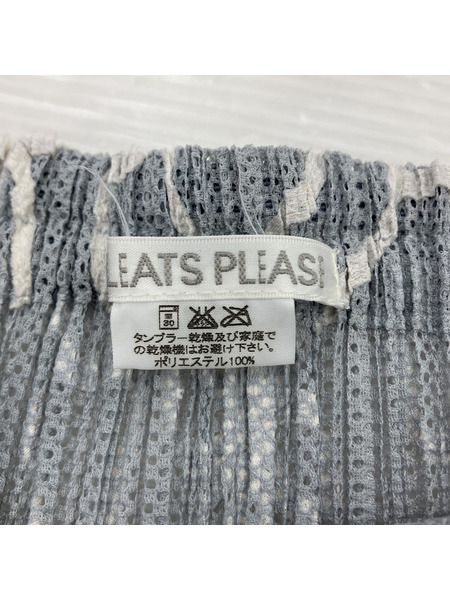 LEATS PLEAS
30
タンブラー乾燥及び家庭で
の乾燥機はお避け下さい。
ポリエステル100%